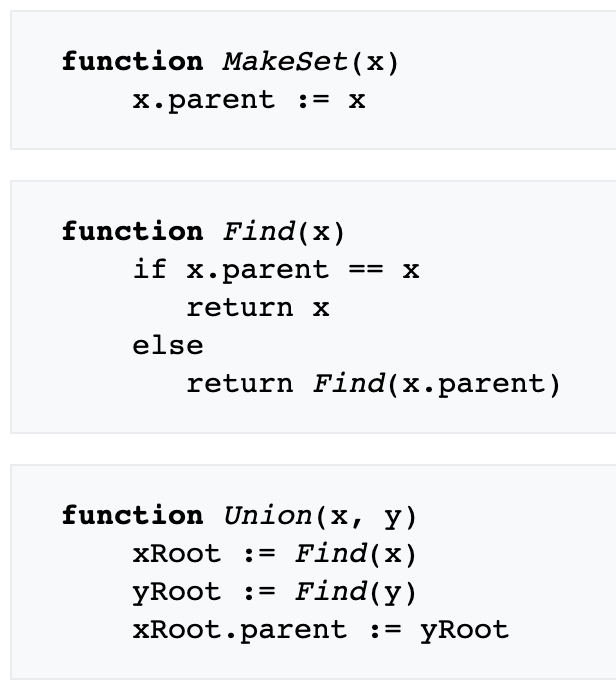 function MakeSet(x)
    x.parent := x
function Find(x)
    if x.parent == x
       return x
    else
       return Find(x.parent)
function Union(x, y)
    xRoot := Find(x)
    yRoot := Find(y)
    xRoot.parent := yRoot